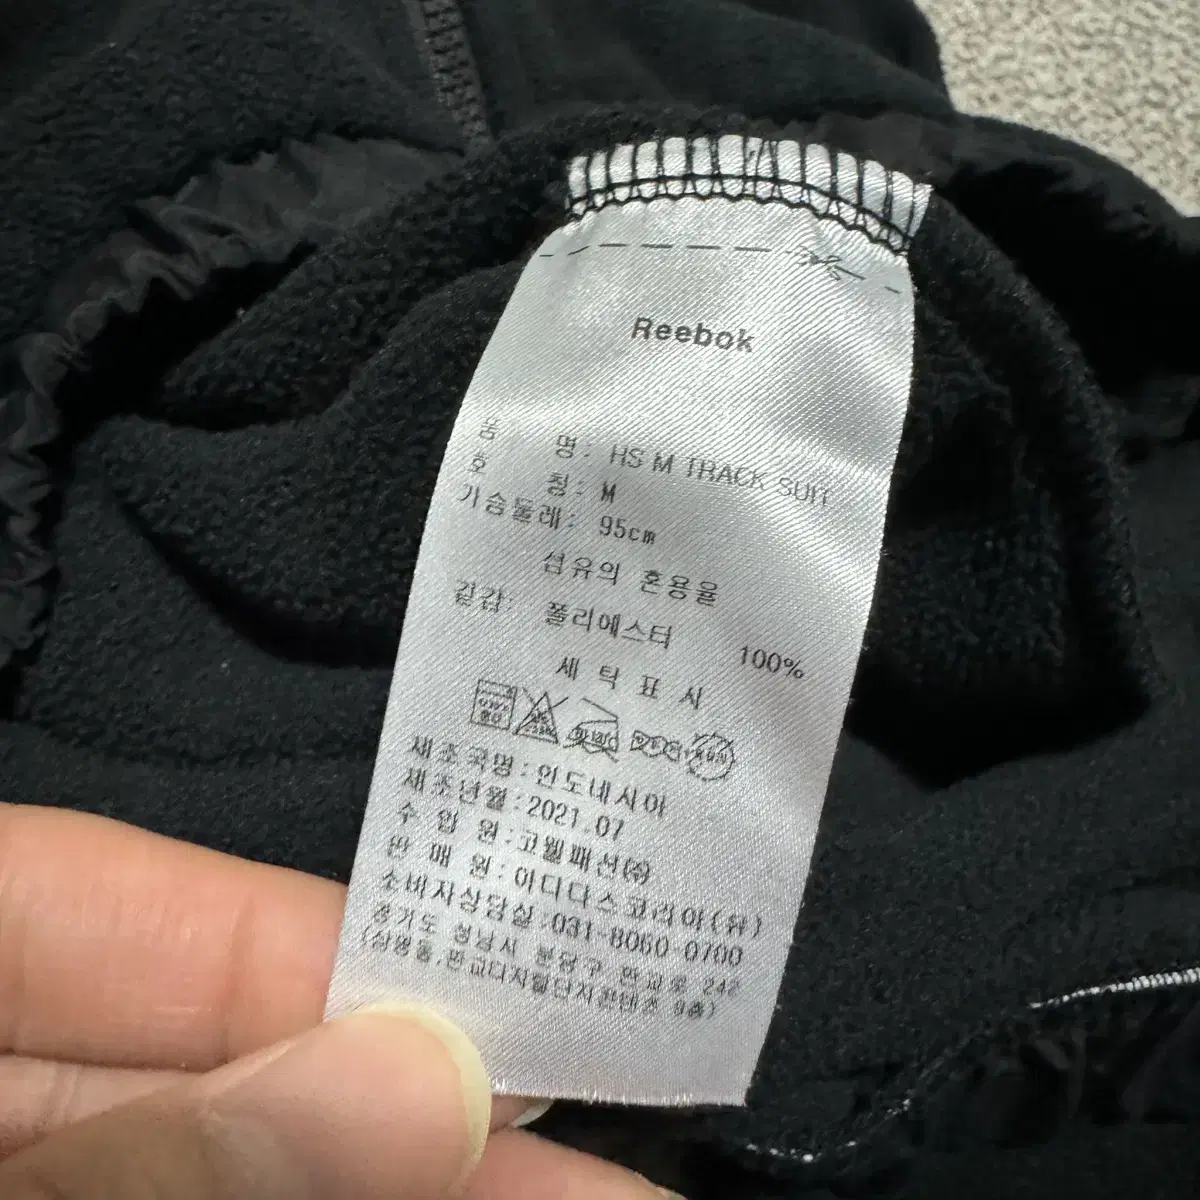 Reebok
품 명: HS M TRACK SUIT
호 칭: M
가슴둘레: 95cm
섬유의 혼용율
겉감: 폴리에스터 100%
세 탁 표 시
제조국명: 인도네시아
제조년월: 2021.07
수 입 원: 코웰패션(주)
판 매 원: 아디다스코리아(유)
소비자상담실: 031-8060-0700
경기도 성남시 분당구 판교로 242
(삼평동, 판교디지털단지콘텐츠 9층)